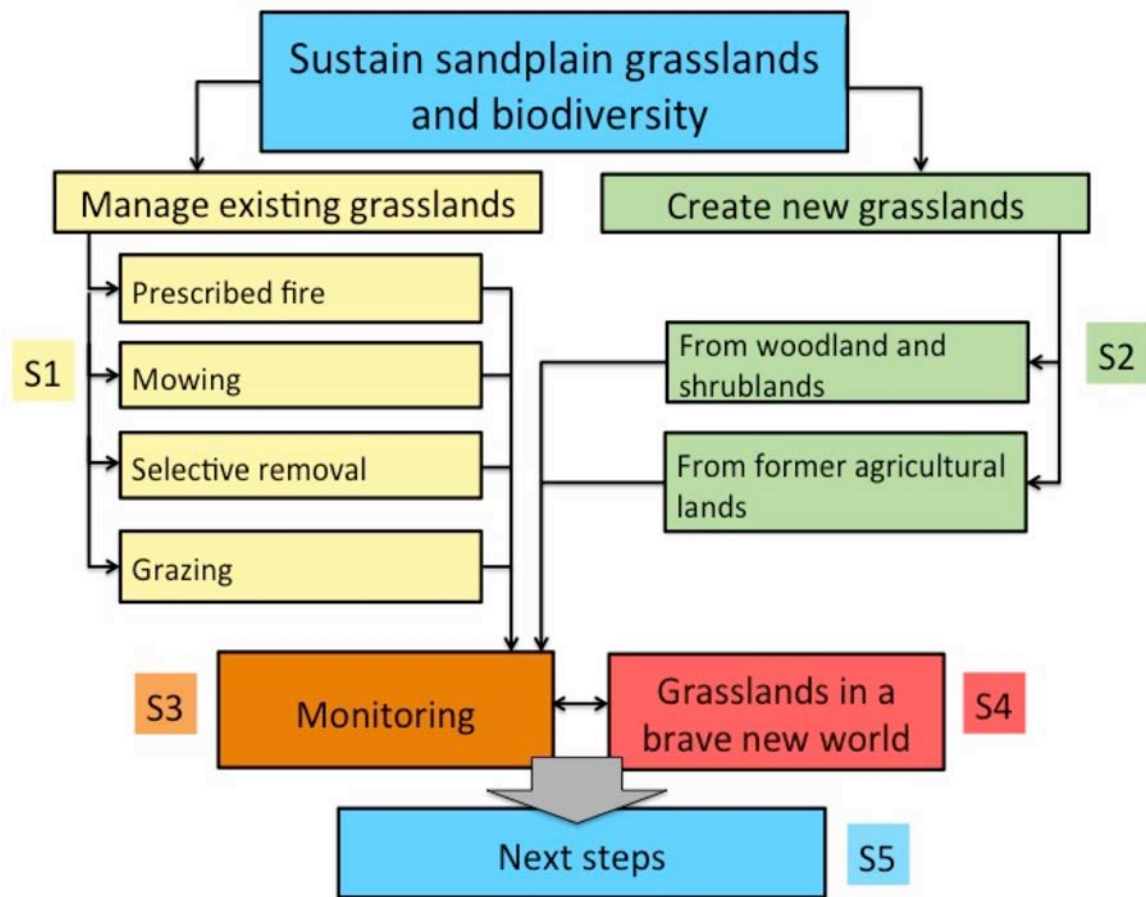 Sustain sandplain grasslands
and biodiversity
Manage existing grasslands
Create new grasslands
Prescribed fire
S1
Mowing
Selective removal
Grazing
From woodland and
shrublands
S2
From former agricultural
lands
S3
Monitoring
Grasslands in a
brave new world
S4
Next steps
S5